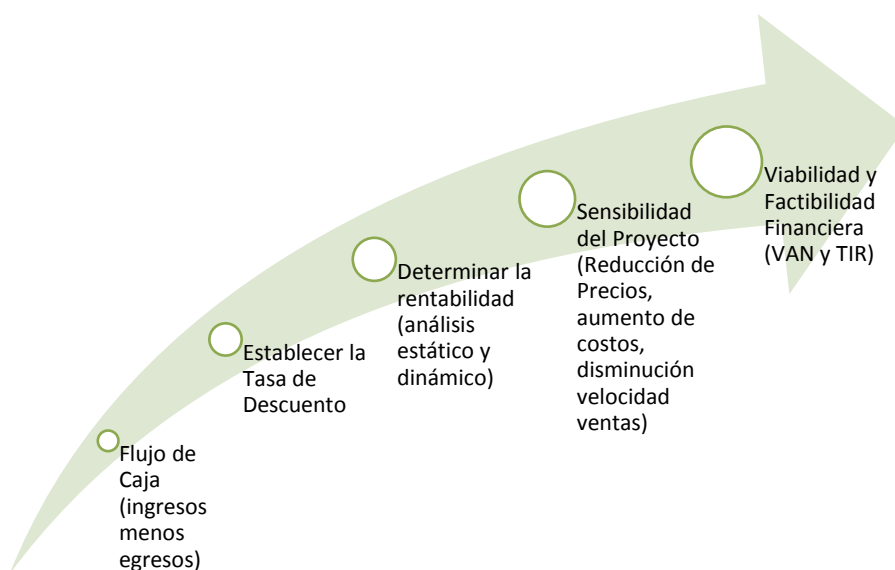 Flujo de
Caja
(ingresos
menos
egresos)
Establecer la
Tasa de
Descuento
Determinar la
rentabilidad
(análisis
estático y
dinámico)
Sensibilidad
del Proyecto
(Reducción de
Precios,
aumento de
costos,
disminución
velocidad
ventas)
Viabilidad y
Factibilidad
Financiera
(VAN y TIR)